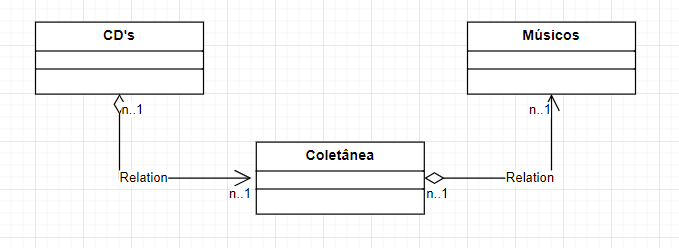 CD's
Músicos
n..1
n..1
Coletânea
Relation
Relation
n..1
n..1